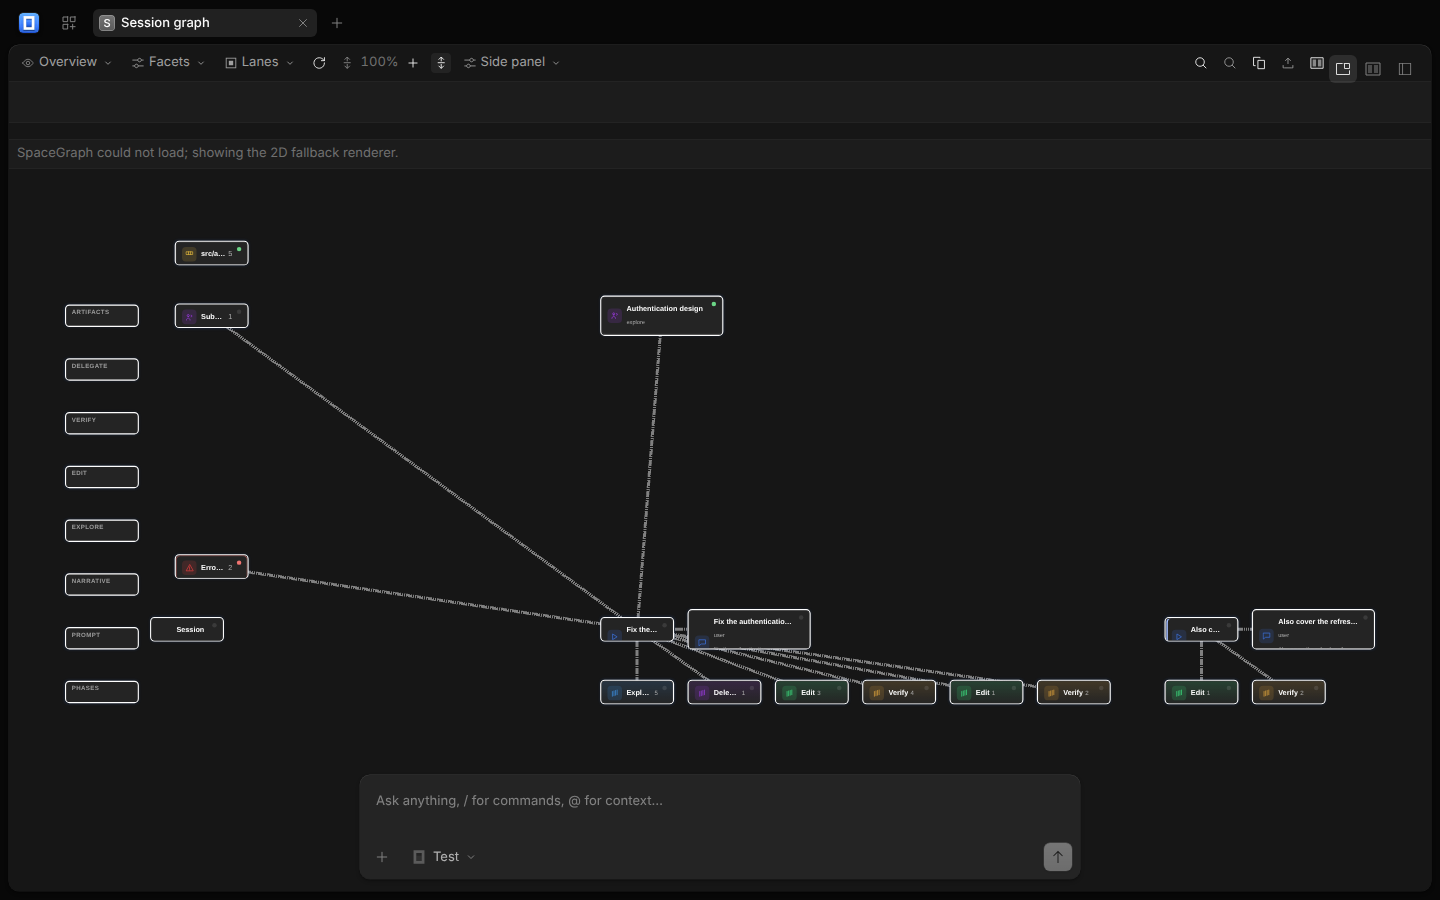 S Session graph
Overview Facets Lanes 100% Side panel
SpaceGraph could not load; showing the 2D fallback renderer.
src/a... 5
ARTIFACTS
Sub... 1
Authentication design
explore
DELEGATE
VERIFY
EDIT
EXPLORE
Erro... 2
NARRATIVE
PROMPT
Session
Fix the...
Fix the authenticatio...
user
Also c...
Also cover the refres...
user
PHASES
Expl... 5
Dele... 1
Edit 3
Verify 4
Edit 1
Verify 2
Edit 1
Verify 2
Ask anything, / for commands, @ for context...
Test